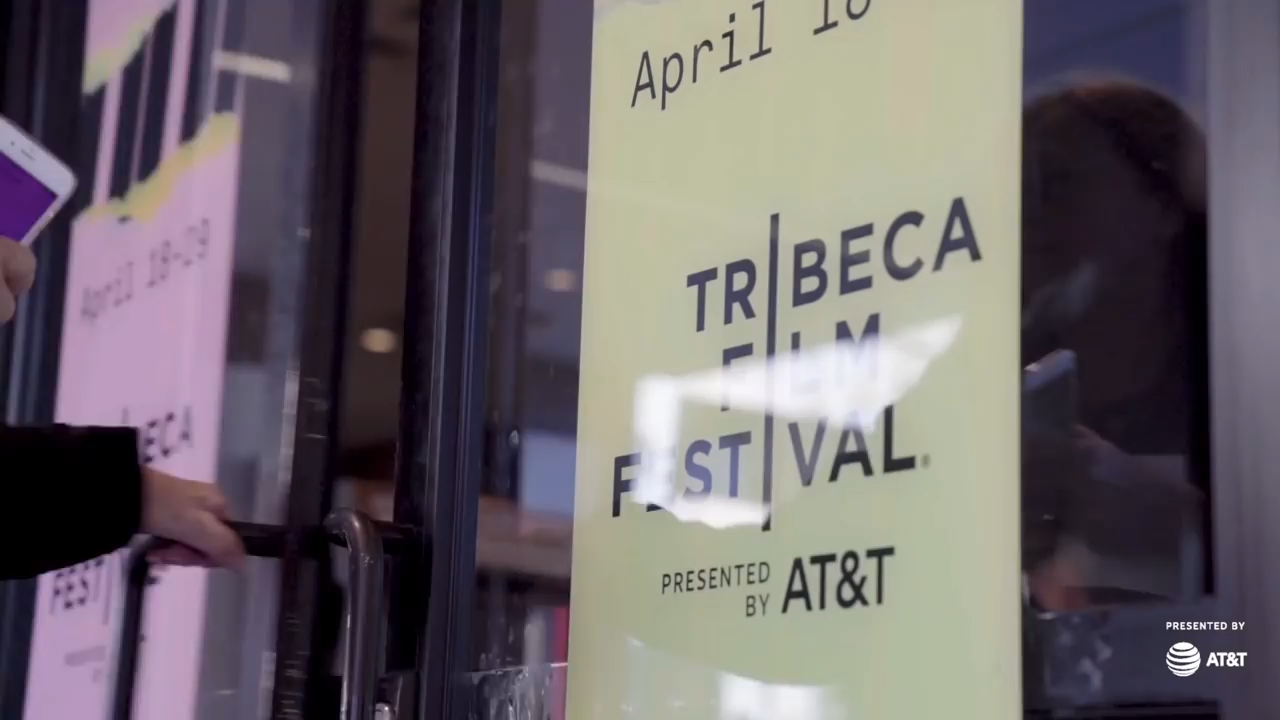 April 18
TRIBECA
FILM
FESTIVAL
PRESENTED
BY AT&T
April 18-29
ECA
FEST
PRESENTED BY
AT&T